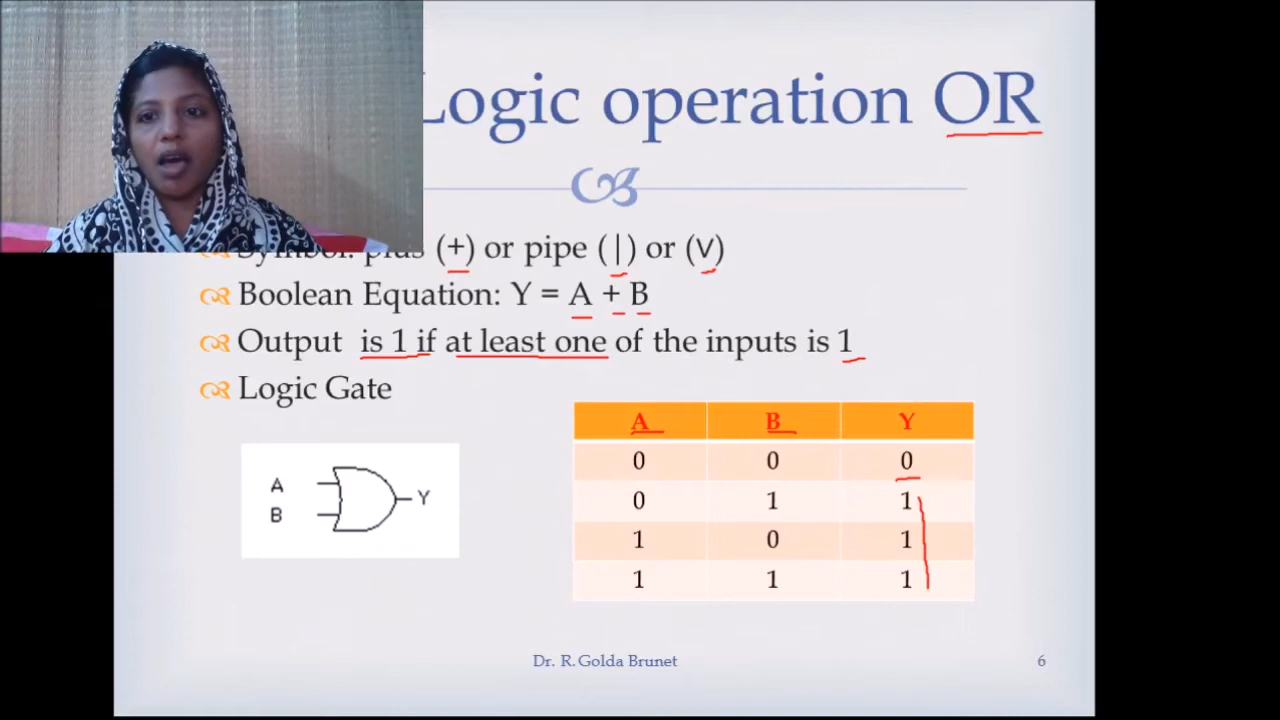 Logic operation OR
Symbol: plus (+) or pipe (|) or (∨)
Boolean Equation: Y = A + B
Output is 1 if at least one of the inputs is 1
Logic Gate
A
B
Y
A B Y
0 0 0
0 1 1
1 0 1
1 1 1
Dr. R. Golda Brunet 6